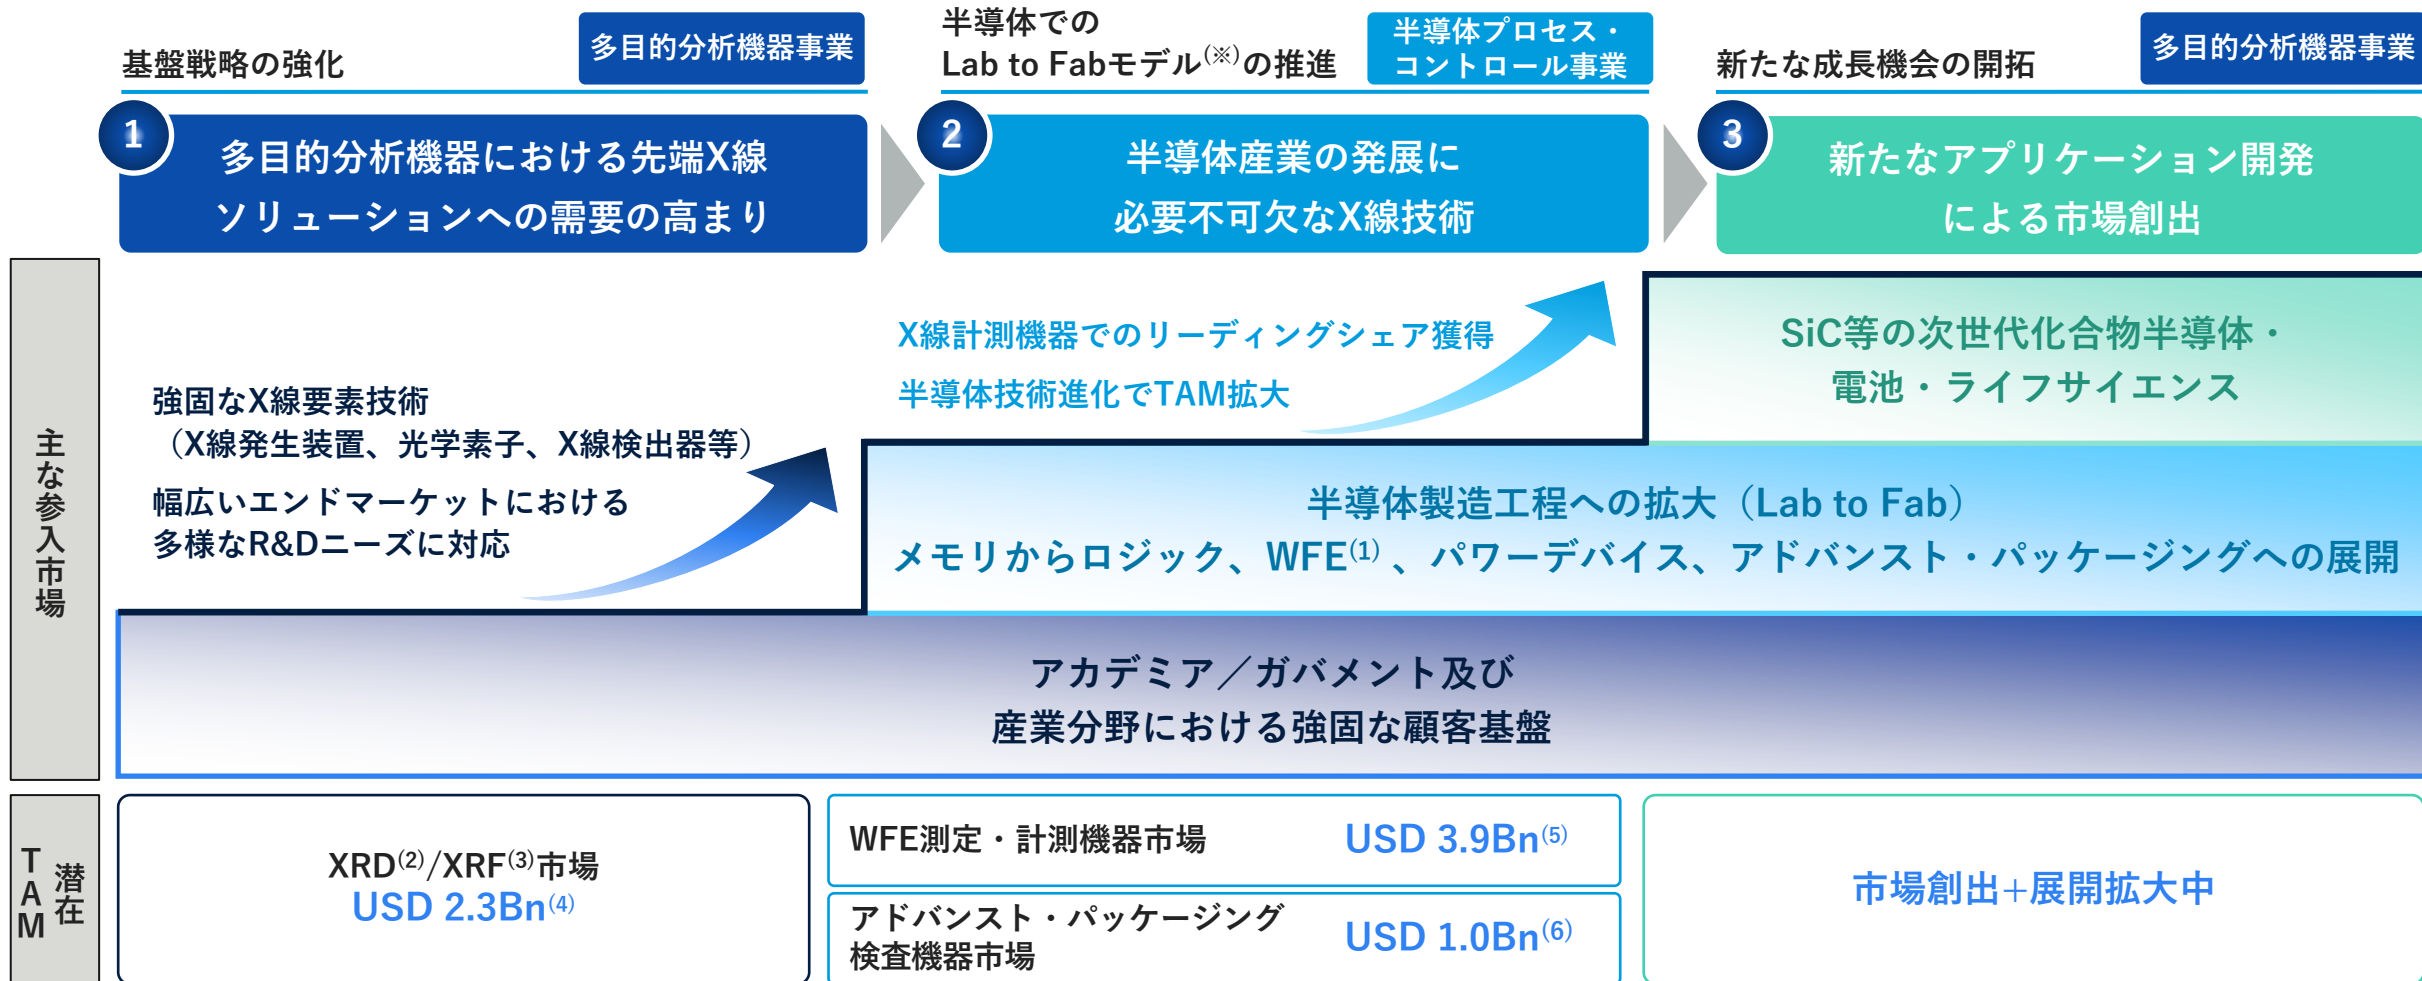 基盤戦略の強化
多目的分析機器事業
1
多目的分析機器における先端X線
ソリューションへの需要の高まり
半導体での
Lab to Fabモデル(※)の推進
半導体プロセス・
コントロール事業
2
半導体産業の発展に
必要不可欠なX線技術
新たな成長機会の開拓
多目的分析機器事業
3
新たなアプリケーション開発
による市場創出
主な参入市場
強固なX線要素技術
（X線発生装置、光学素子、X線検出器等）
幅広いエンドマーケットにおける
多様なR&Dニーズに対応
X線計測機器でのリーディングシェア獲得
半導体技術進化でTAM拡大
SiC等の次世代化合物半導体・
電池・ライフサイエンス
半導体製造工程への拡大（Lab to Fab）
メモリからロジック、WFE(1)、パワーデバイス、アドバンスト・パッケージングへの展開
アカデミア／ガバメント及び
産業分野における強固な顧客基盤
潜在
TAM
XRD(2)/XRF(3)市場
USD 2.3Bn(4)
WFE測定・計測機器市場
USD 3.9Bn(5)
アドバンスト・パッケージング
検査機器市場
USD 1.0Bn(6)
市場創出+展開拡大中